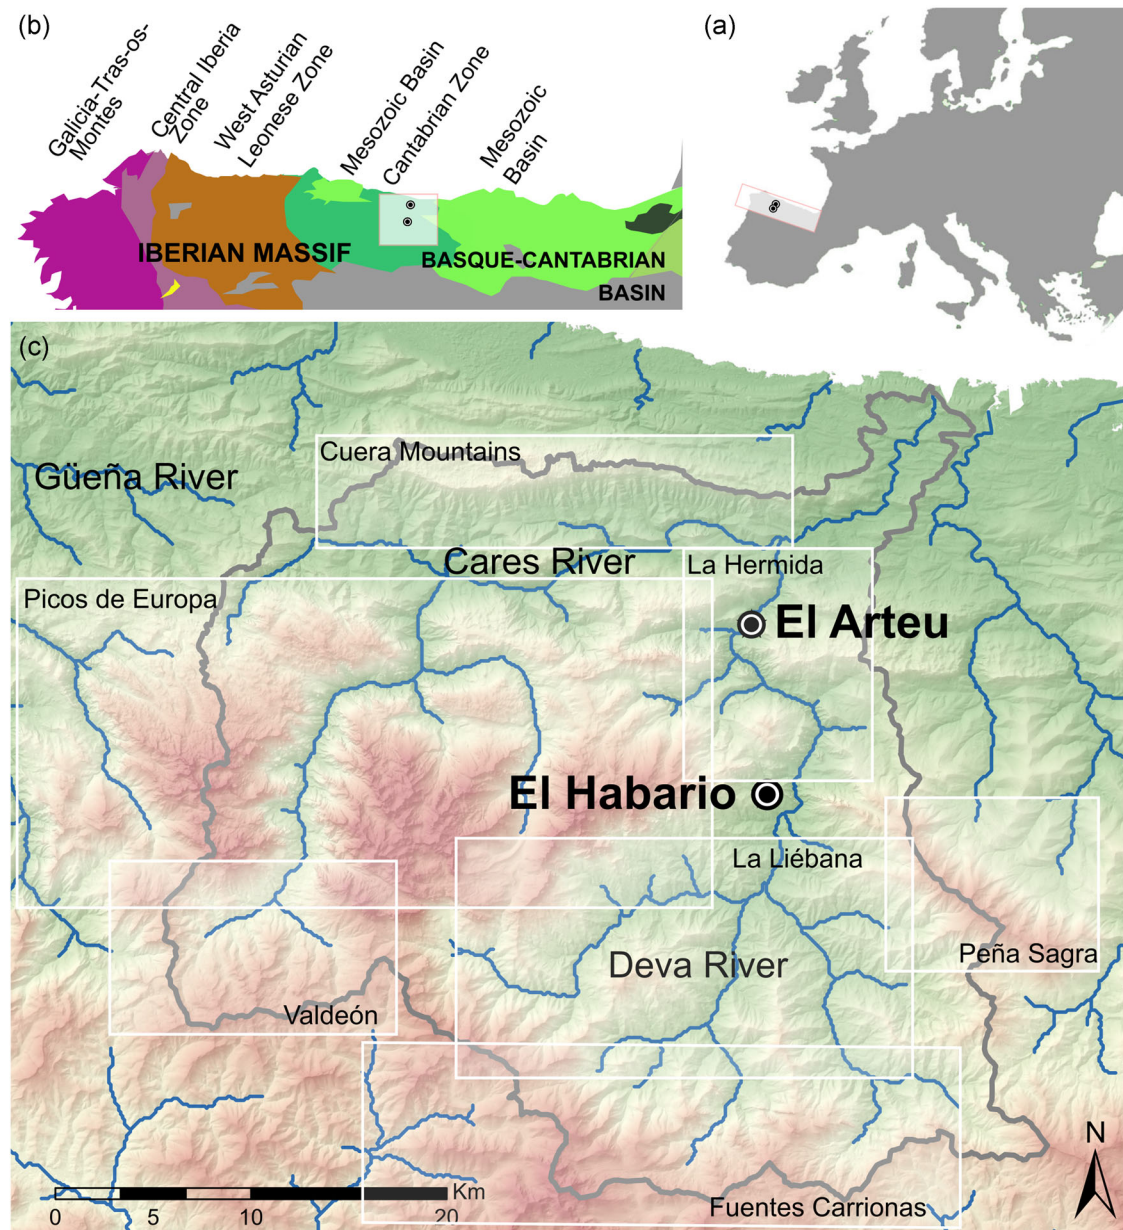 (b)
Galicia-Tras-os-
Montes
Central Iberia
Zone
West Asturian
Leonese Zone
Mesozoic Basin
Cantabrian Zone
Mesozoic
Basin
IBERIAN MASSIF
BASQUE-CANTABRIAN
BASIN
(a)
(c)
Cuera Mountains
Güeña River
Cares River
La Hermida
Picos de Europa
El Arteu
El Habario
La Liébana
Peña Sagra
Deva River
Valdeón
Fuentes Carrionas
N
Km
0 5 10 20